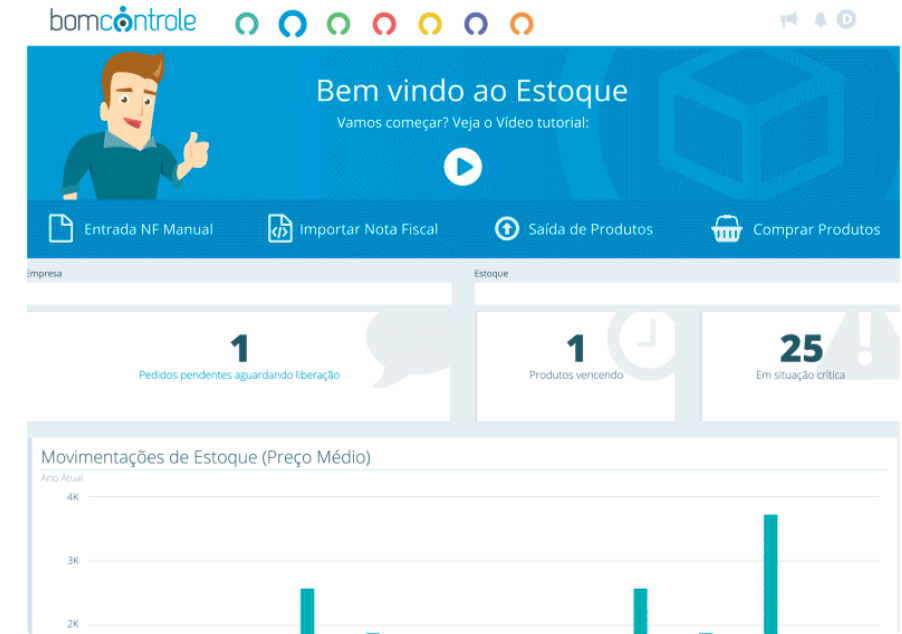 bomcontrole
D
Bem vindo ao Estoque
Vamos começar? Veja o Vídeo tutorial:
Entrada NF Manual
Importar Nota Fiscal
Saída de Produtos
Comprar Produtos
Empresa
Estoque
1
Pedidos pendentes aguardando liberação
1
Produtos vencendo
25
Em situação crítica
Movimentações de Estoque (Preço Médio)
Ano Atual
4K
3K
2K